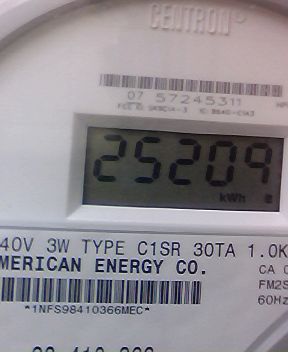 CENTRON®
07 57245311
25209
kWh
40V 3W TYPE C1SR 30TA 1.0K
MERICAN ENERGY CO.
CA 0
FM2S
60Hz
*1NFS98410366MEC*